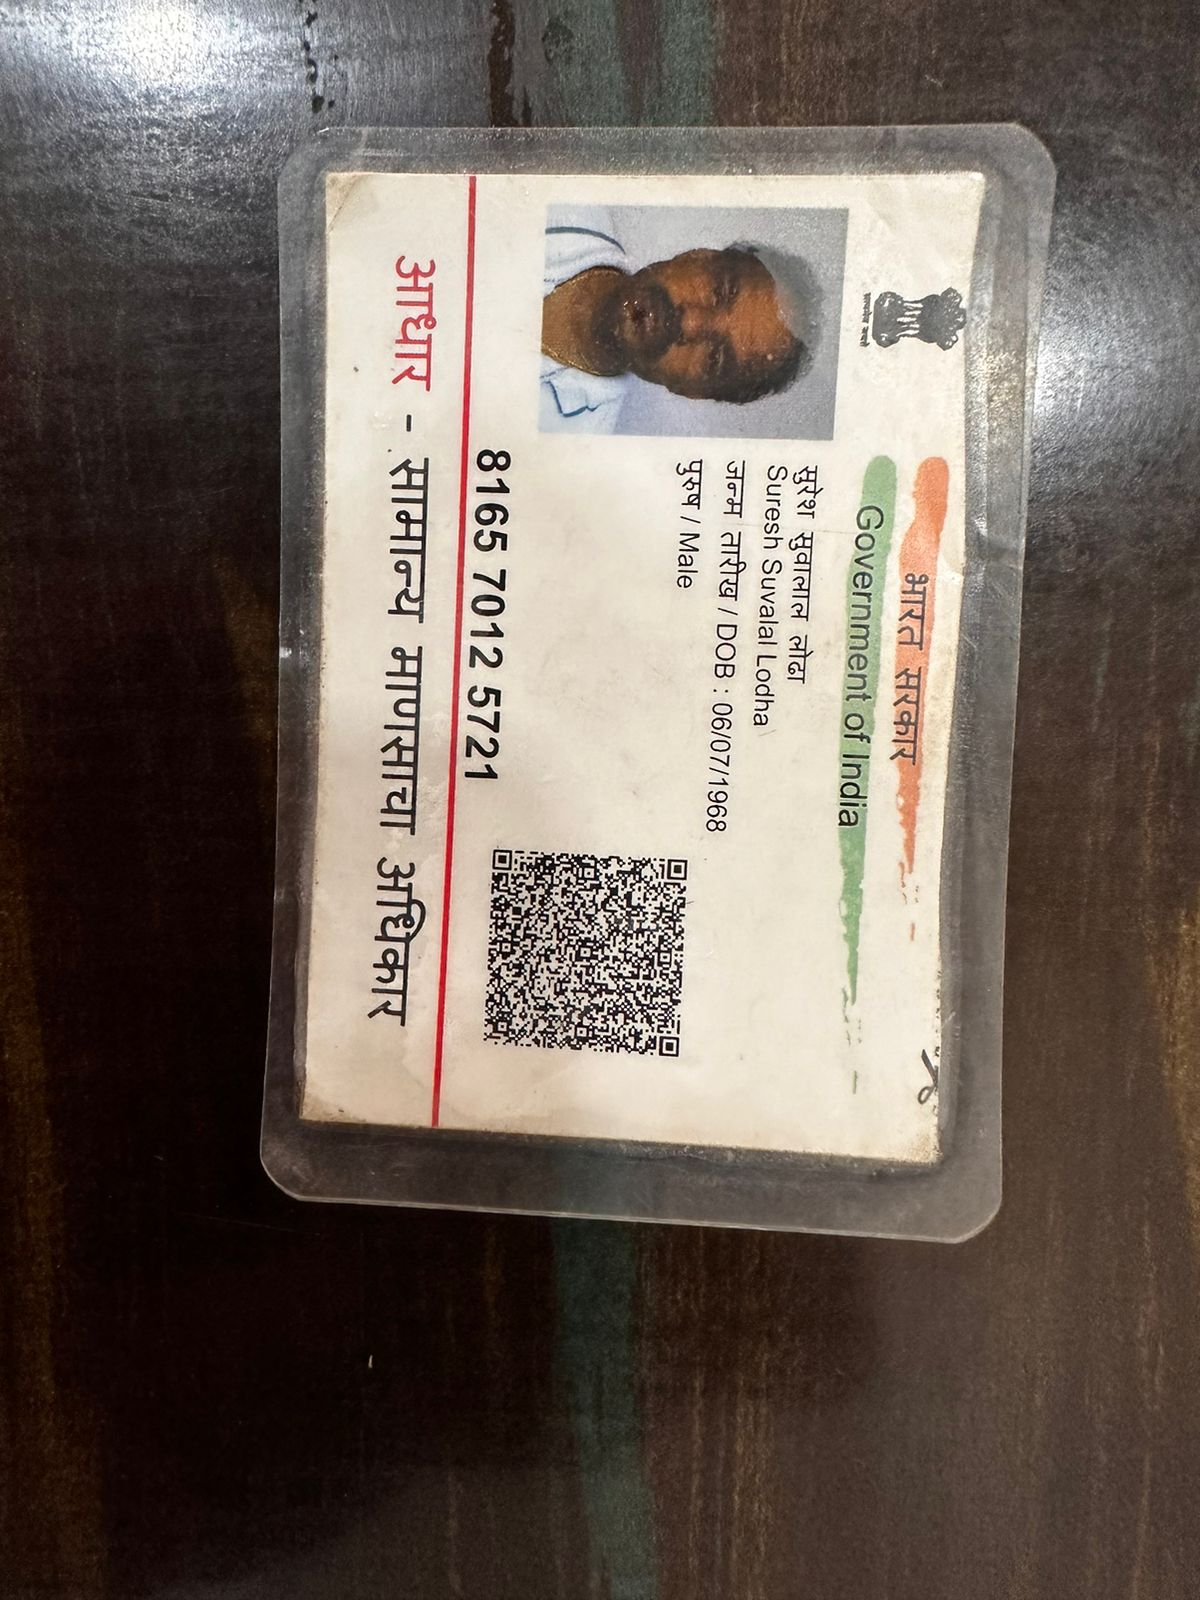 भारत सरकार
Government of India
सुरेश सुवालाल लोढा
Suresh Suvalal Lodha
जन्म तारीख / DOB : 06/07/1968
पुरुष / Male
8165 7012 5721
आधार - सामान्य माणसाचा अधिकार